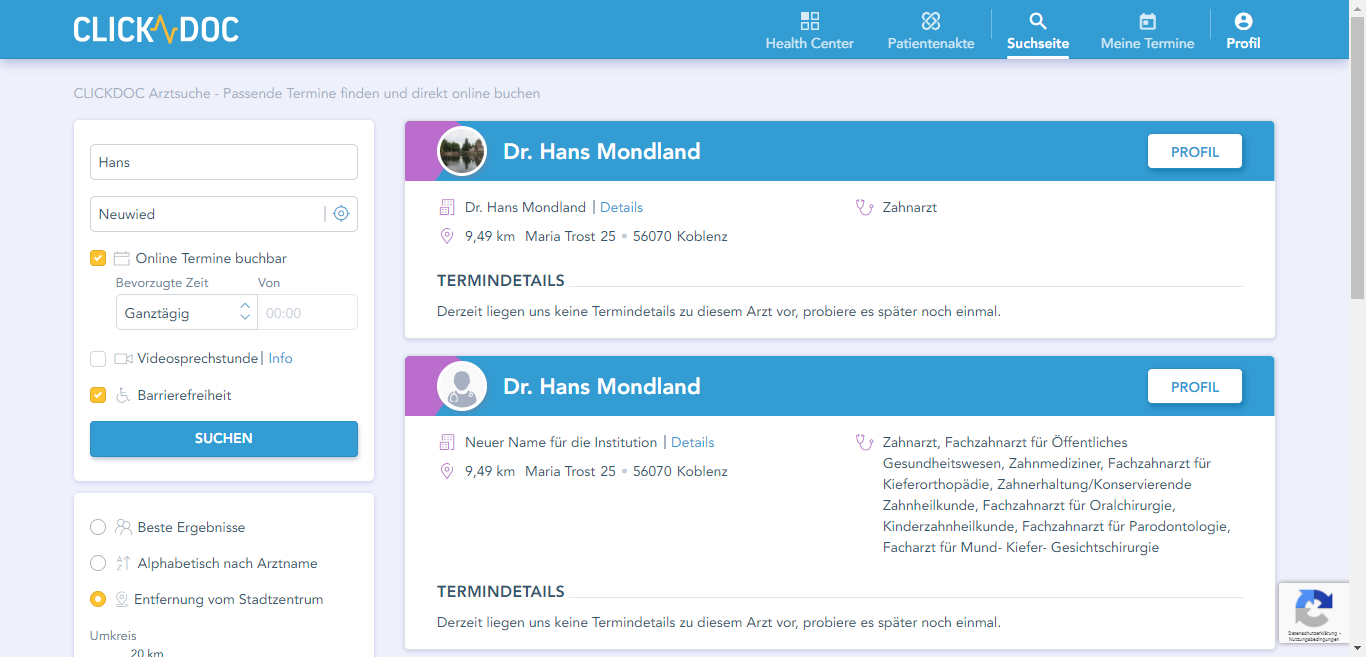 CLICKDOC
Health Center
Patientenakte
Suchseite
Meine Termine
Profil
CLICKDOC Arztsuche - Passende Termine finden und direkt online buchen
Hans
Neuwied
Online Termine buchbar
Bevorzugte Zeit Von
Ganztägig 00:00
Videosprechstunde | Info
Barrierefreiheit
SUCHEN
Beste Ergebnisse
Alphabetisch nach Arztname
Entfernung vom Stadtzentrum
Umkreis
20 km
Dr. Hans Mondland
PROFIL
Dr. Hans Mondland | Details
Zahnarzt
9,49 km Maria Trost 25 • 56070 Koblenz
TERMINDETAILS
Derzeit liegen uns keine Termindetails zu diesem Arzt vor, probiere es später noch einmal.
Dr. Hans Mondland
PROFIL
Neuer Name für die Institution | Details
9,49 km Maria Trost 25 • 56070 Koblenz
Zahnarzt, Fachzahnarzt für Öffentliches
Gesundheitswesen, Zahnmediziner, Fachzahnarzt für
Kieferorthopädie, Zahnerhaltung/Konservierende
Zahnheilkunde, Fachzahnarzt für Oralchirurgie,
Kinderzahnheilkunde, Fachzahnarzt für Parodontologie,
Facharzt für Mund- Kiefer- Gesichtschirurgie
TERMINDETAILS
Derzeit liegen uns keine Termindetails zu diesem Arzt vor, probiere es später noch einmal.
Datenschutzerklärung -
Nutzungsbedingungen